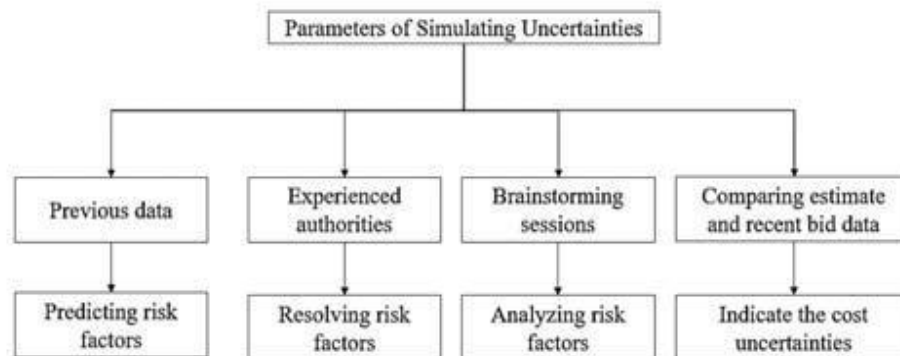 Parameters of Simulating Uncertainties
Previous data
Experienced
authorities
Brainstorming
sessions
Comparing estimate
and recent bid data
Predicting risk
factors
Resolving risk
factors
Analyzing risk
factors
Indicate the cost
uncertainties